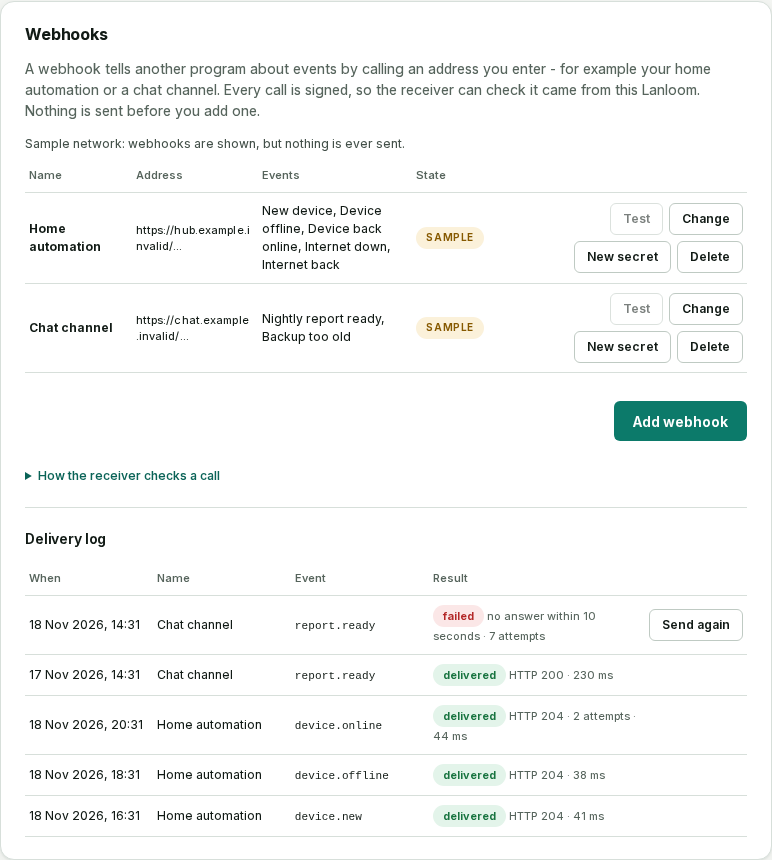 Webhooks
A webhook tells another program about events by calling an address you enter - for example your home
automation or a chat channel. Every call is signed, so the receiver can check it came from this Lanloom.
Nothing is sent before you add one.
Sample network: webhooks are shown, but nothing is ever sent.
Name Address Events State
Home
automation
https://hub.example.i
nvalid/…
New device, Device
offline, Device back
online, Internet down,
Internet back
SAMPLE
Test Change
New secret Delete
Chat channel
https://chat.example
.invalid/…
Nightly report ready,
Backup too old
SAMPLE
Test Change
New secret Delete
Add webhook
How the receiver checks a call
Delivery log
When Name Event Result
18 Nov 2026, 14:31 Chat channel report.ready failed no answer within 10
seconds · 7 attempts
Send again
17 Nov 2026, 14:31 Chat channel report.ready delivered HTTP 200 · 230 ms
18 Nov 2026, 20:31 Home automation device.online delivered HTTP 204 · 2 attempts ·
44 ms
18 Nov 2026, 18:31 Home automation device.offline delivered HTTP 204 · 38 ms
18 Nov 2026, 16:31 Home automation device.new delivered HTTP 204 · 41 ms